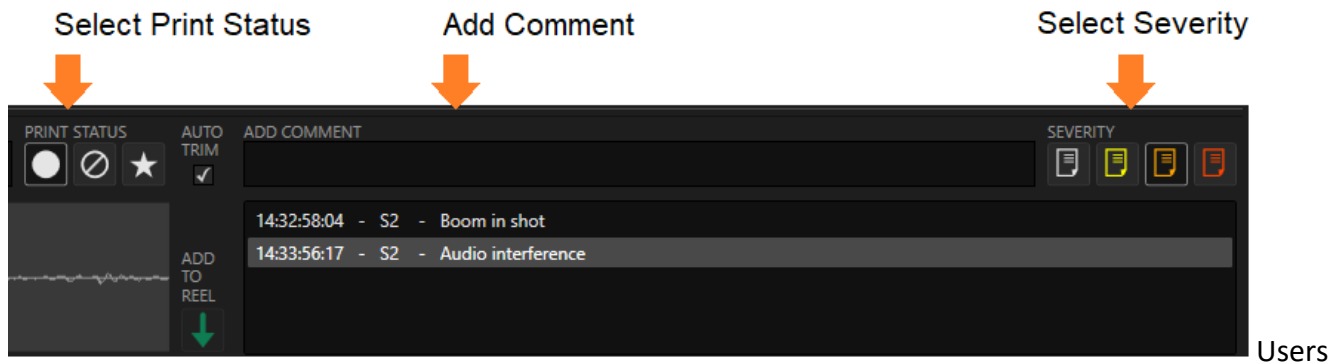 Select Print Status
Add Comment
Select Severity
PRINT STATUS
AUTO
TRIM
ADD COMMENT
SEVERITY
14:32:58:04 - S2 - Boom in shot
14:33:56:17 - S2 - Audio interference
ADD
TO
REEL
Users